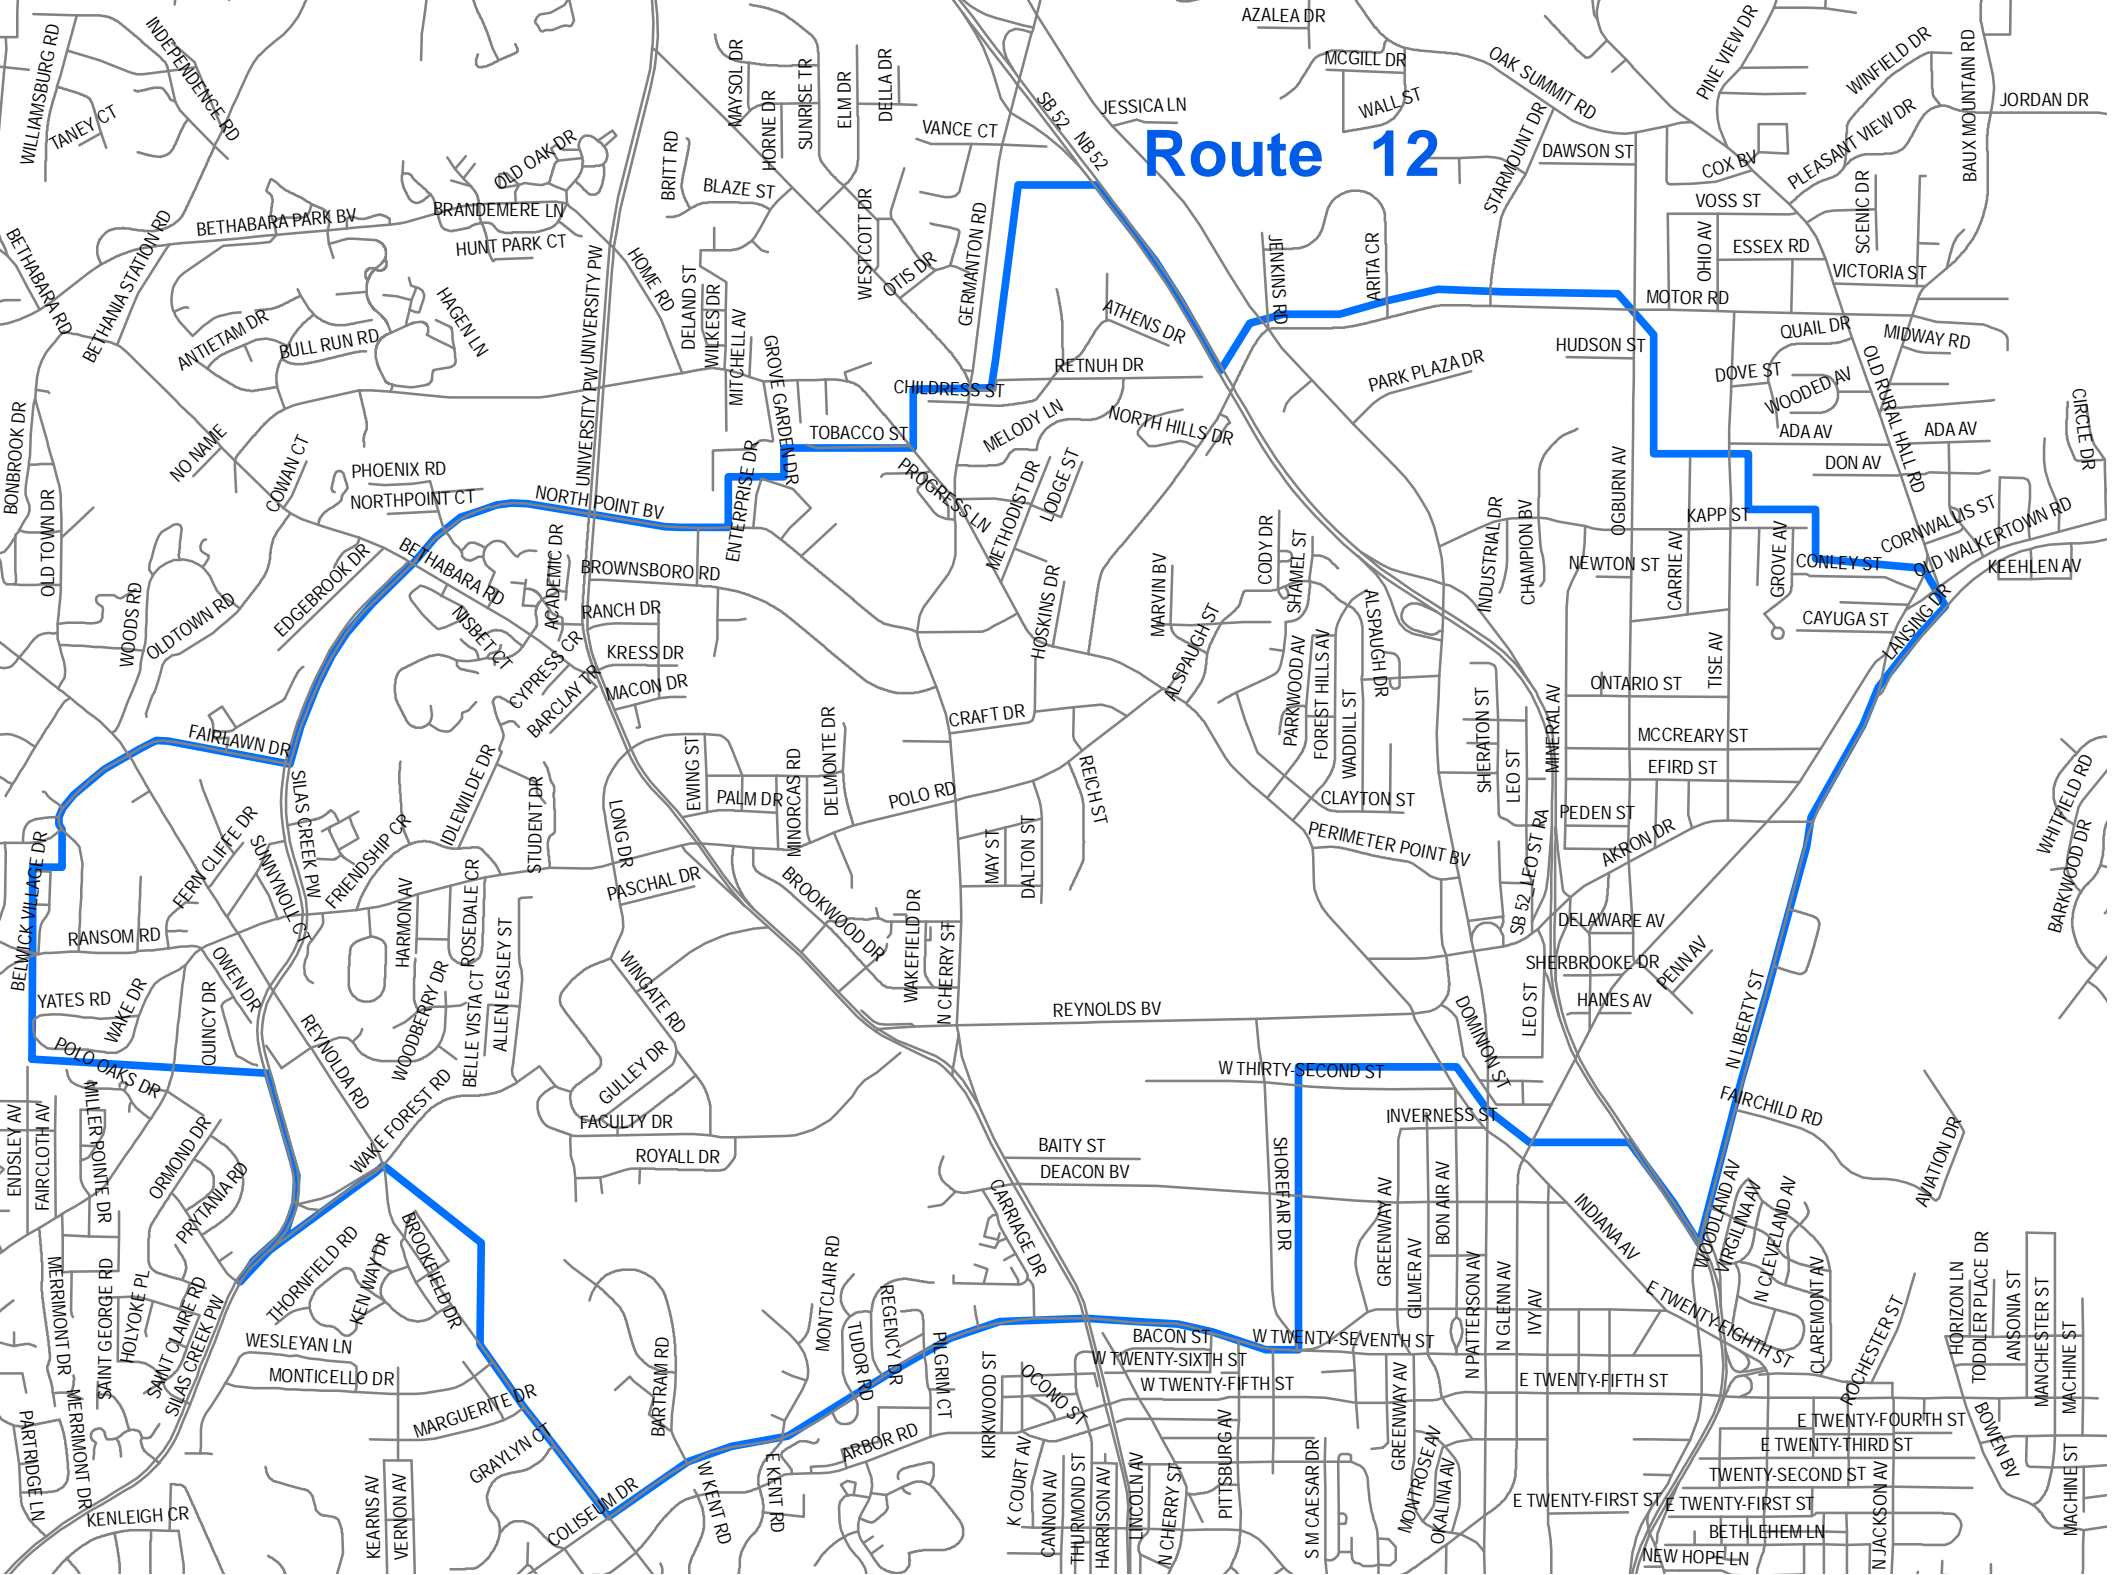 Route 12
AZALEA DR
WILLIAMSBURG RD
INDEPENDENCE RD
TANEY CT
OLD OAK DR
MAYSOL DR
HORNE DR
SUNRISE TR
ELM DR
DELLA DR
VANCE CT
SB 52
NB 52
JESSICA LN
MCGILL DR
WALL ST
OAK SUMMIT RD
STARMOUNT DR
DAWSON ST
PINE VIEW DR
WINFIELD DR
BAUX MOUNTAIN RD
JORDAN DR
PLEASANT VIEW DR
COX BV
VOSS ST
SCENIC DR
ESSEX RD
OHIO AV
VICTORIA ST
BETHABARA PARK BV
BRANDEMERE LN
HUNT PARK CT
BRITT RD
BLAZE ST
WESTCOTT DR
OTIS DR
GERMANTON RD
JENKINS RD
ARITA CR
MOTOR RD
BETHABARA RD
BETHANIA STATION RD
HAGEN LN
ANTIETAM DR
BULL RUN RD
UNIVERSITY PW
UNIVERSITY PW
HOME RD
DELAND ST
WILKES DR
MITCHELL AV
GROVE GARDEN DR
ATHENS DR
RETNUH DR
CHILDRESS ST
PARK PLAZA DR
HUDSON ST
QUAIL DR
MIDWAY RD
DOVE ST
WOODED AV
OLD RURAL HALL RD
ADA AV
ADA AV
DON AV
CIRCLE DR
BONBROOK DR
NO NAME
COWAN CT
PHOENIX RD
NORTHPOINT CT
NORTH POINT BV
ENTERPRISE DR
TOBACCO ST
PROGRESS LN
MELODY LN
NORTH HILLS DR
METHODIST DR
LODGE ST
OGBURN AV
KAPP ST
CORNWALLIS ST
OLD WALKERTOWN RD
KEEHLEN AV
CONLEY ST
GROVE AV
CARRIE AV
NEWTON ST
CHAMPION BV
INDUSTRIAL DR
CAYUGA ST
LANSING DR
TISE AV
OLD TOWN DR
WOODS RD
OLDTOWN RD
EDGEBROOK DR
BETHABARA RD
NISBET CT
ACADEMIC DR
CYPRESS CR
BARCLAY TR
BROWNSBORO RD
RANCH DR
KRESS DR
MACON DR
HOSKINS DR
MARVIN BV
ALSPAUGH ST
CODY DR
SHAMEL ST
ALSPAUGH DR
PARKWOOD AV
FOREST HILLS AV
WADDILL ST
CLAYTON ST
SHERATON ST
LEO ST
MINERAL AV
ONTARIO ST
MCCREARY ST
EFIRD ST
PEDEN ST
AKRON DR
WHITFIELD RD
BARKWOOD DR
FAIRLAWN DR
SILAS CREEK PW
FERN CLIFFE DR
SUNNYNOLL CT
FRIENDSHIP CR
IDLEWILDE DR
STUDENT DR
LONG DR
PASCHAL DR
EWING ST
PALM DR
MINORCAS RD
DELMONTE DR
POLO RD
CRAFT DR
REICH ST
MAY ST
DALTON ST
PERIMETER POINT BV
SB 52_LEO ST RA
DELAWARE AV
SHERBROOKE DR
PENN AV
HANES AV
LEO ST
BELWICK VILLAGE DR
RANSOM RD
YATES RD
WAKE DR
POLO OAKS DR
QUINCY DR
OWEN DR
REYNOLDA RD
HARMON AV
WOODBERRY DR
ROSEDALE CR
BELLE VISTA CT
ALLEN EASLEY ST
WINGATE RD
GULLEY DR
FACULTY DR
ROYALL DR
BROOKWOOD DR
WAKEFIELD DR
N CHERRY ST
REYNOLDS BV
DOMINION ST
W THIRTY-SECOND ST
INVERNESS ST
N LIBERTY ST
FAIRCHILD RD
AVIATION DR
ENDSLEY AV
FAIRCLOTH AV
MILLER POINTE DR
ORMOND DR
PRYTANIA RD
WAKE FOREST RD
THORNFIELD RD
KEN WAY DR
BROOKFIELD DR
BAITY ST
DEACON BV
CARRIAGE DR
SHOREFAIR DR
GREENWAY AV
GILMER AV
BON AIR AV
N PATTERSON AV
N GLENN AV
IVY AV
INDIANA AV
E TWENTY-EIGHTH ST
WOODLAND AV
VIRGILINA AV
N CLEVELAND AV
CLAREMONT AV
ROCHESTER ST
HORIZON LN
TODDLER PLACE DR
ANSONIA ST
MANCHESTER ST
MACHINE ST
MERRIMONT DR
SAINT GEORGE RD
HOLYOKE PL
SAINT CLAIRE RD
SILAS CREEK PW
WESLEYAN LN
MONTICELLO DR
MARGUERITE DR
GRAYLYN CT
COLISEUM DR
BARTRAM RD
MONTCLAIR RD
TUDOR RD
REGENCY DR
PILGRIM CT
ARBOR RD
W KENT RD
E KENT RD
KIRKWOOD ST
OCONO ST
BACON ST
W TWENTY-SEVENTH ST
W TWENTY-SIXTH ST
W TWENTY-FIFTH ST
E TWENTY-FIFTH ST
E TWENTY-FOURTH ST
E TWENTY-THIRD ST
TWENTY-SECOND ST
E TWENTY-FIRST ST
E TWENTY-FIRST ST
BETHLEHEM LN
NEW HOPE LN
N JACKSON AV
BOWEN BV
MACHINE ST
PARTRIDGE LN
MERRIMONT DR
KENLEIGH CR
KEARNS AV
VERNON AV
K COURT AV
CANNON AV
THURMOND ST
HARRISON AV
LINCOLN AV
N CHERRY ST
PITTSBURG AV
S M CAESAR DR
GREENWAY AV
MONTROSE AV
OKALINA AV